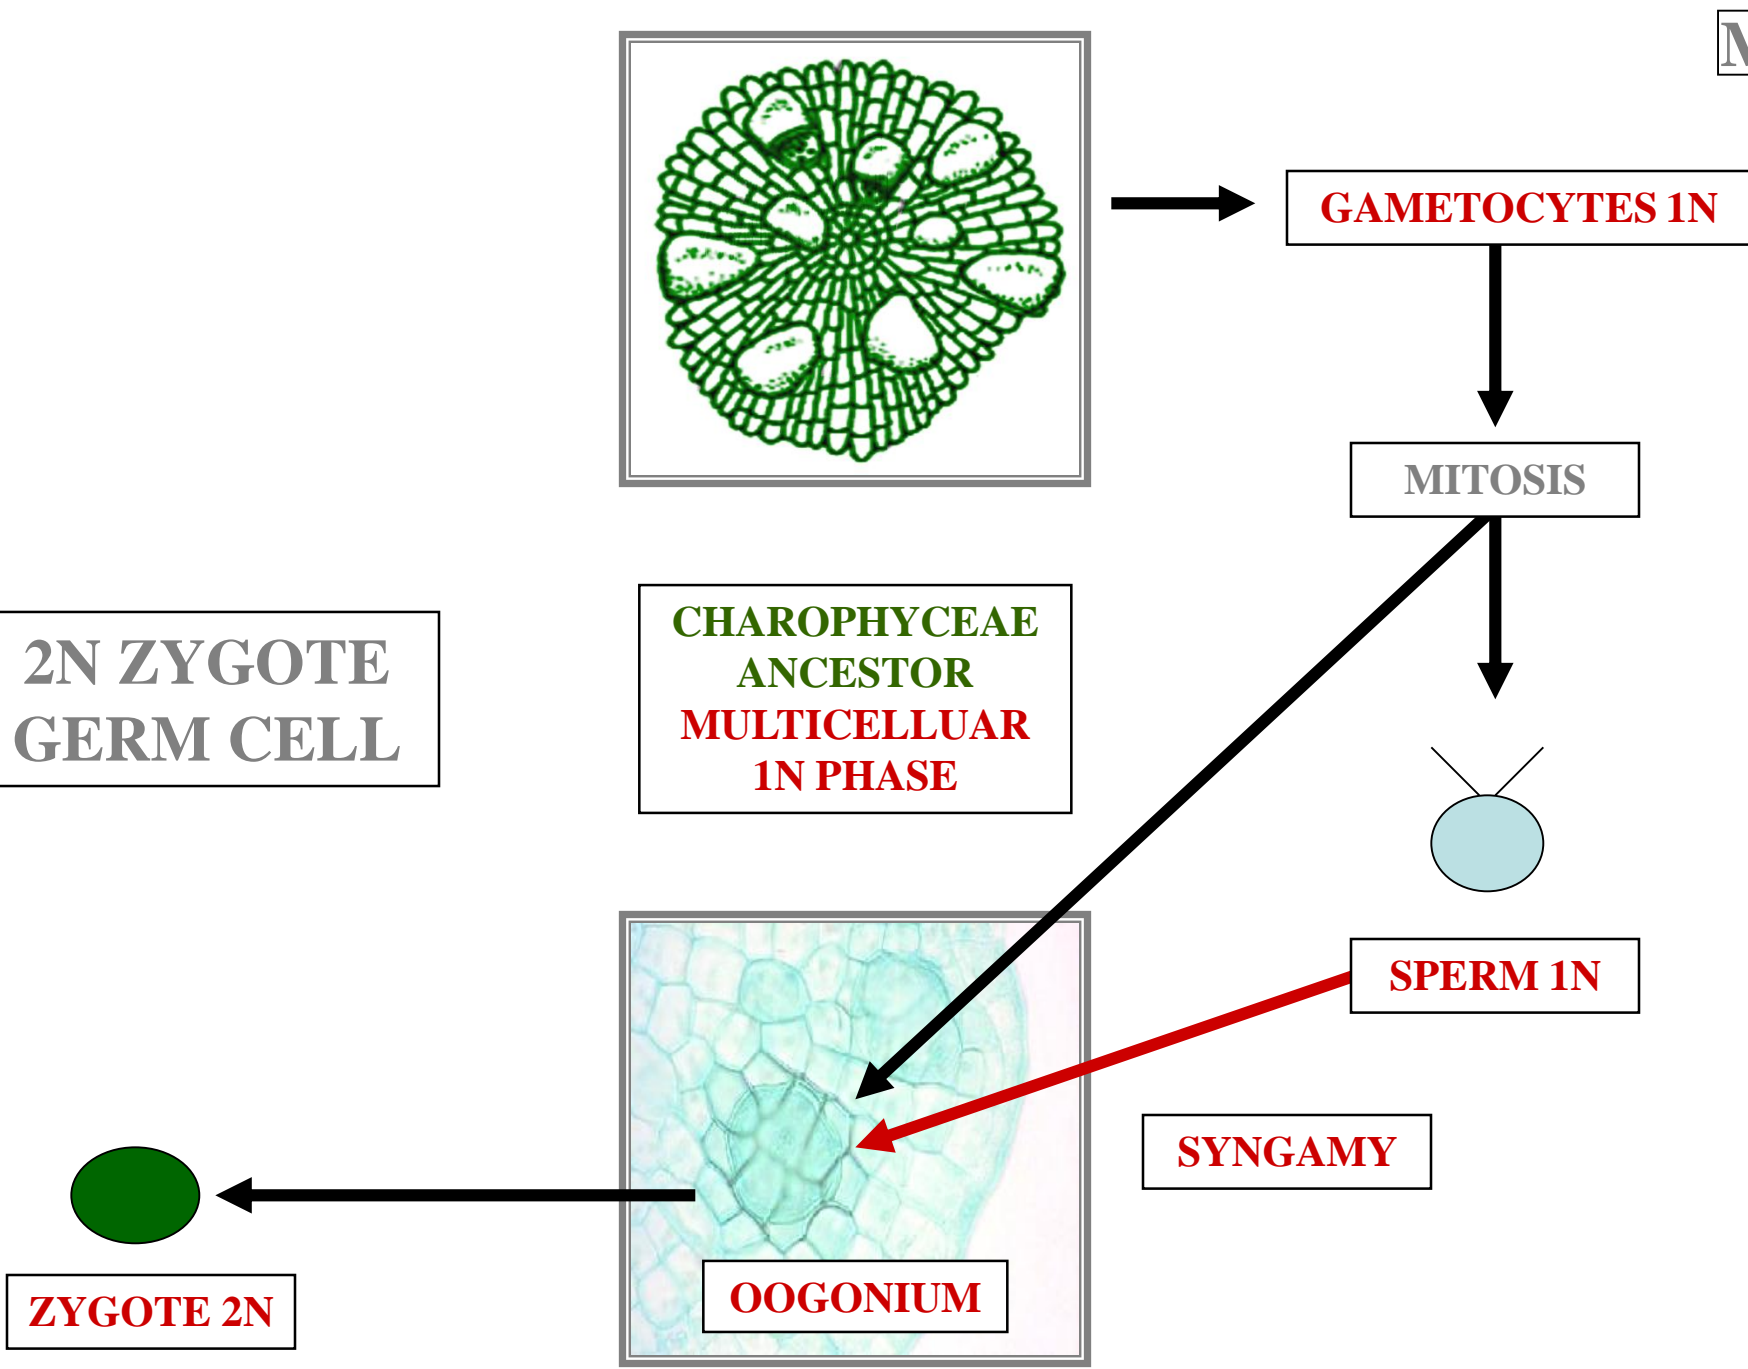 GAMETOCYTES 1N
MITOSIS
CHAROPHYCEAE
ANCESTOR
MULTICELLUAR
1N PHASE
2N ZYGOTE
GERM CELL
SPERM 1N
SYNGAMY
OOGONIUM
ZYGOTE 2N